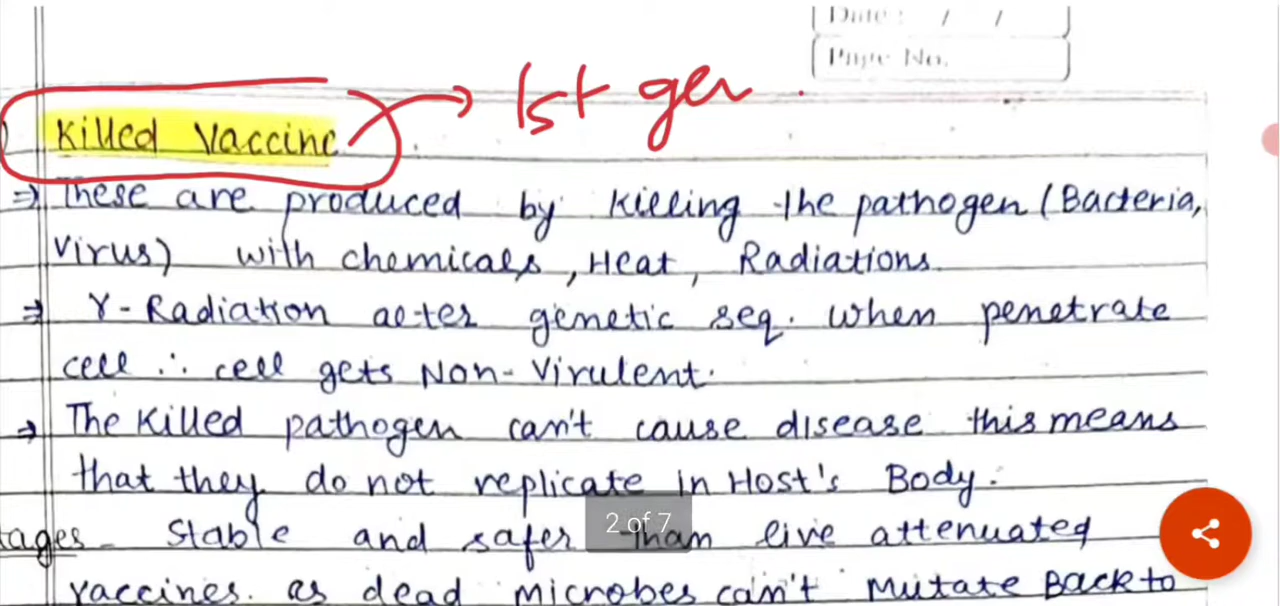 Date : / /
Page No.
1st gen.
Killed Vaccine
⇒ These are produced by killing the pathogen (Bacteria,
Virus) with chemicals, Heat, Radiations.
⇒ γ-Radiation alter genetic seq. when penetrate
cell ∴ cell gets Non-Virulent.
⇒ The Killed pathogen can't cause disease this means
that they do not replicate in Host's Body.
2 of 7
tages - Stable and safer than live attenuated
vaccines. as dead microbes can't Mutate Back to